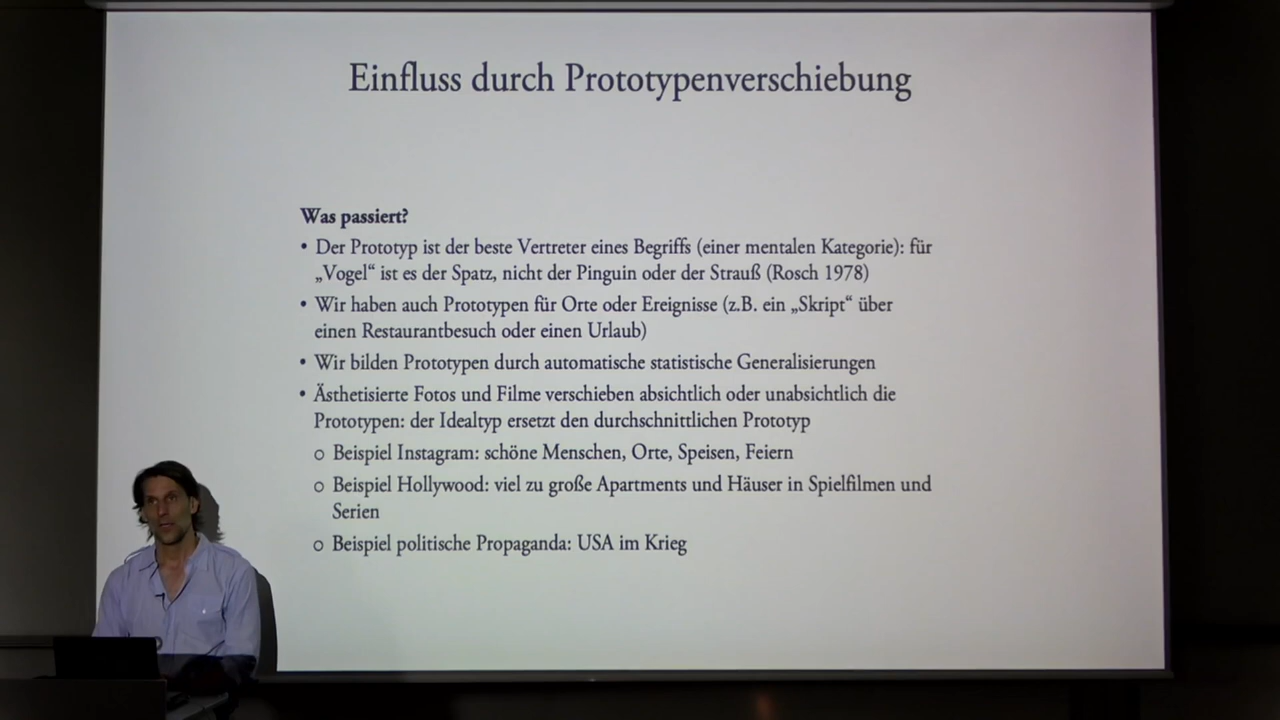 Einfluss durch Prototypenverschiebung
Was passiert?
• Der Prototyp ist der beste Vertreter eines Begriffs (einer mentalen Kategorie): für
„Vogel“ ist es der Spatz, nicht der Pinguin oder der Strauß (Rosch 1978)
• Wir haben auch Prototypen für Orte oder Ereignisse (z.B. ein „Skript“ über
einen Restaurantbesuch oder einen Urlaub)
• Wir bilden Prototypen durch automatische statistische Generalisierungen
• Ästhetisierte Fotos und Filme verschieben absichtlich oder unabsichtlich die
Prototypen: der Idealtyp ersetzt den durchschnittlichen Prototyp
o Beispiel Instagram: schöne Menschen, Orte, Speisen, Feiern
o Beispiel Hollywood: viel zu große Apartments und Häuser in Spielfilmen und
Serien
o Beispiel politische Propaganda: USA im Krieg